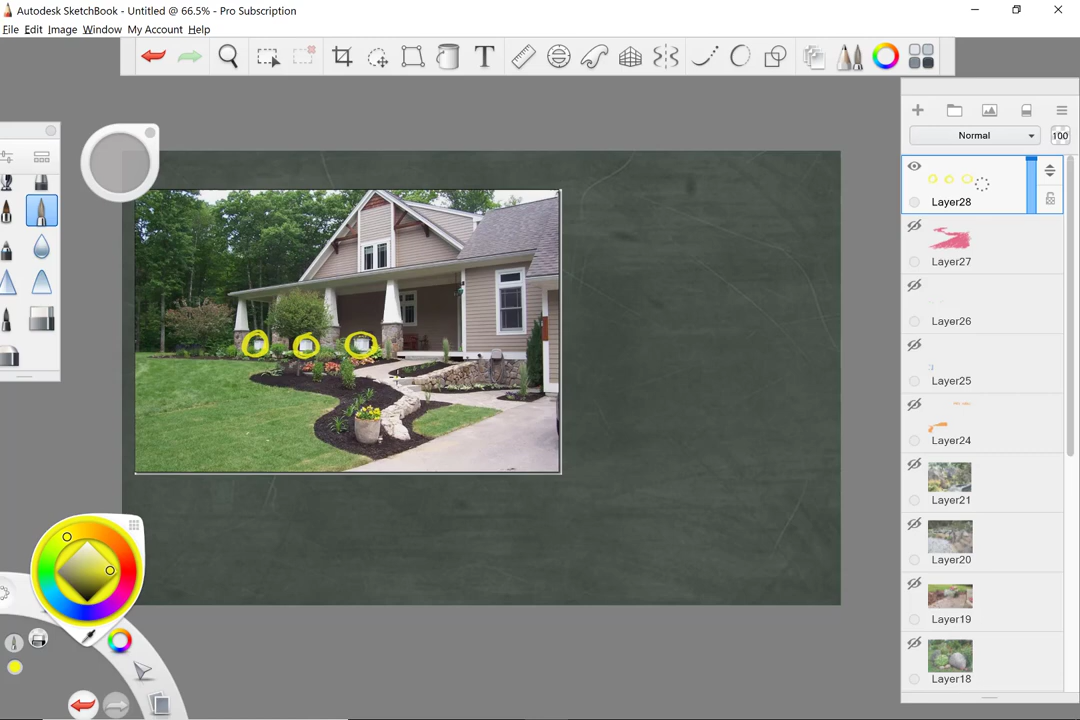 Autodesk SketchBook - Untitled @ 66.5% - Pro Subscription
File Edit Image Window My Account Help
T
Normal
100
Layer28
Layer27
Layer26
Layer25
Layer24
Layer21
Layer20
Layer19
Layer18